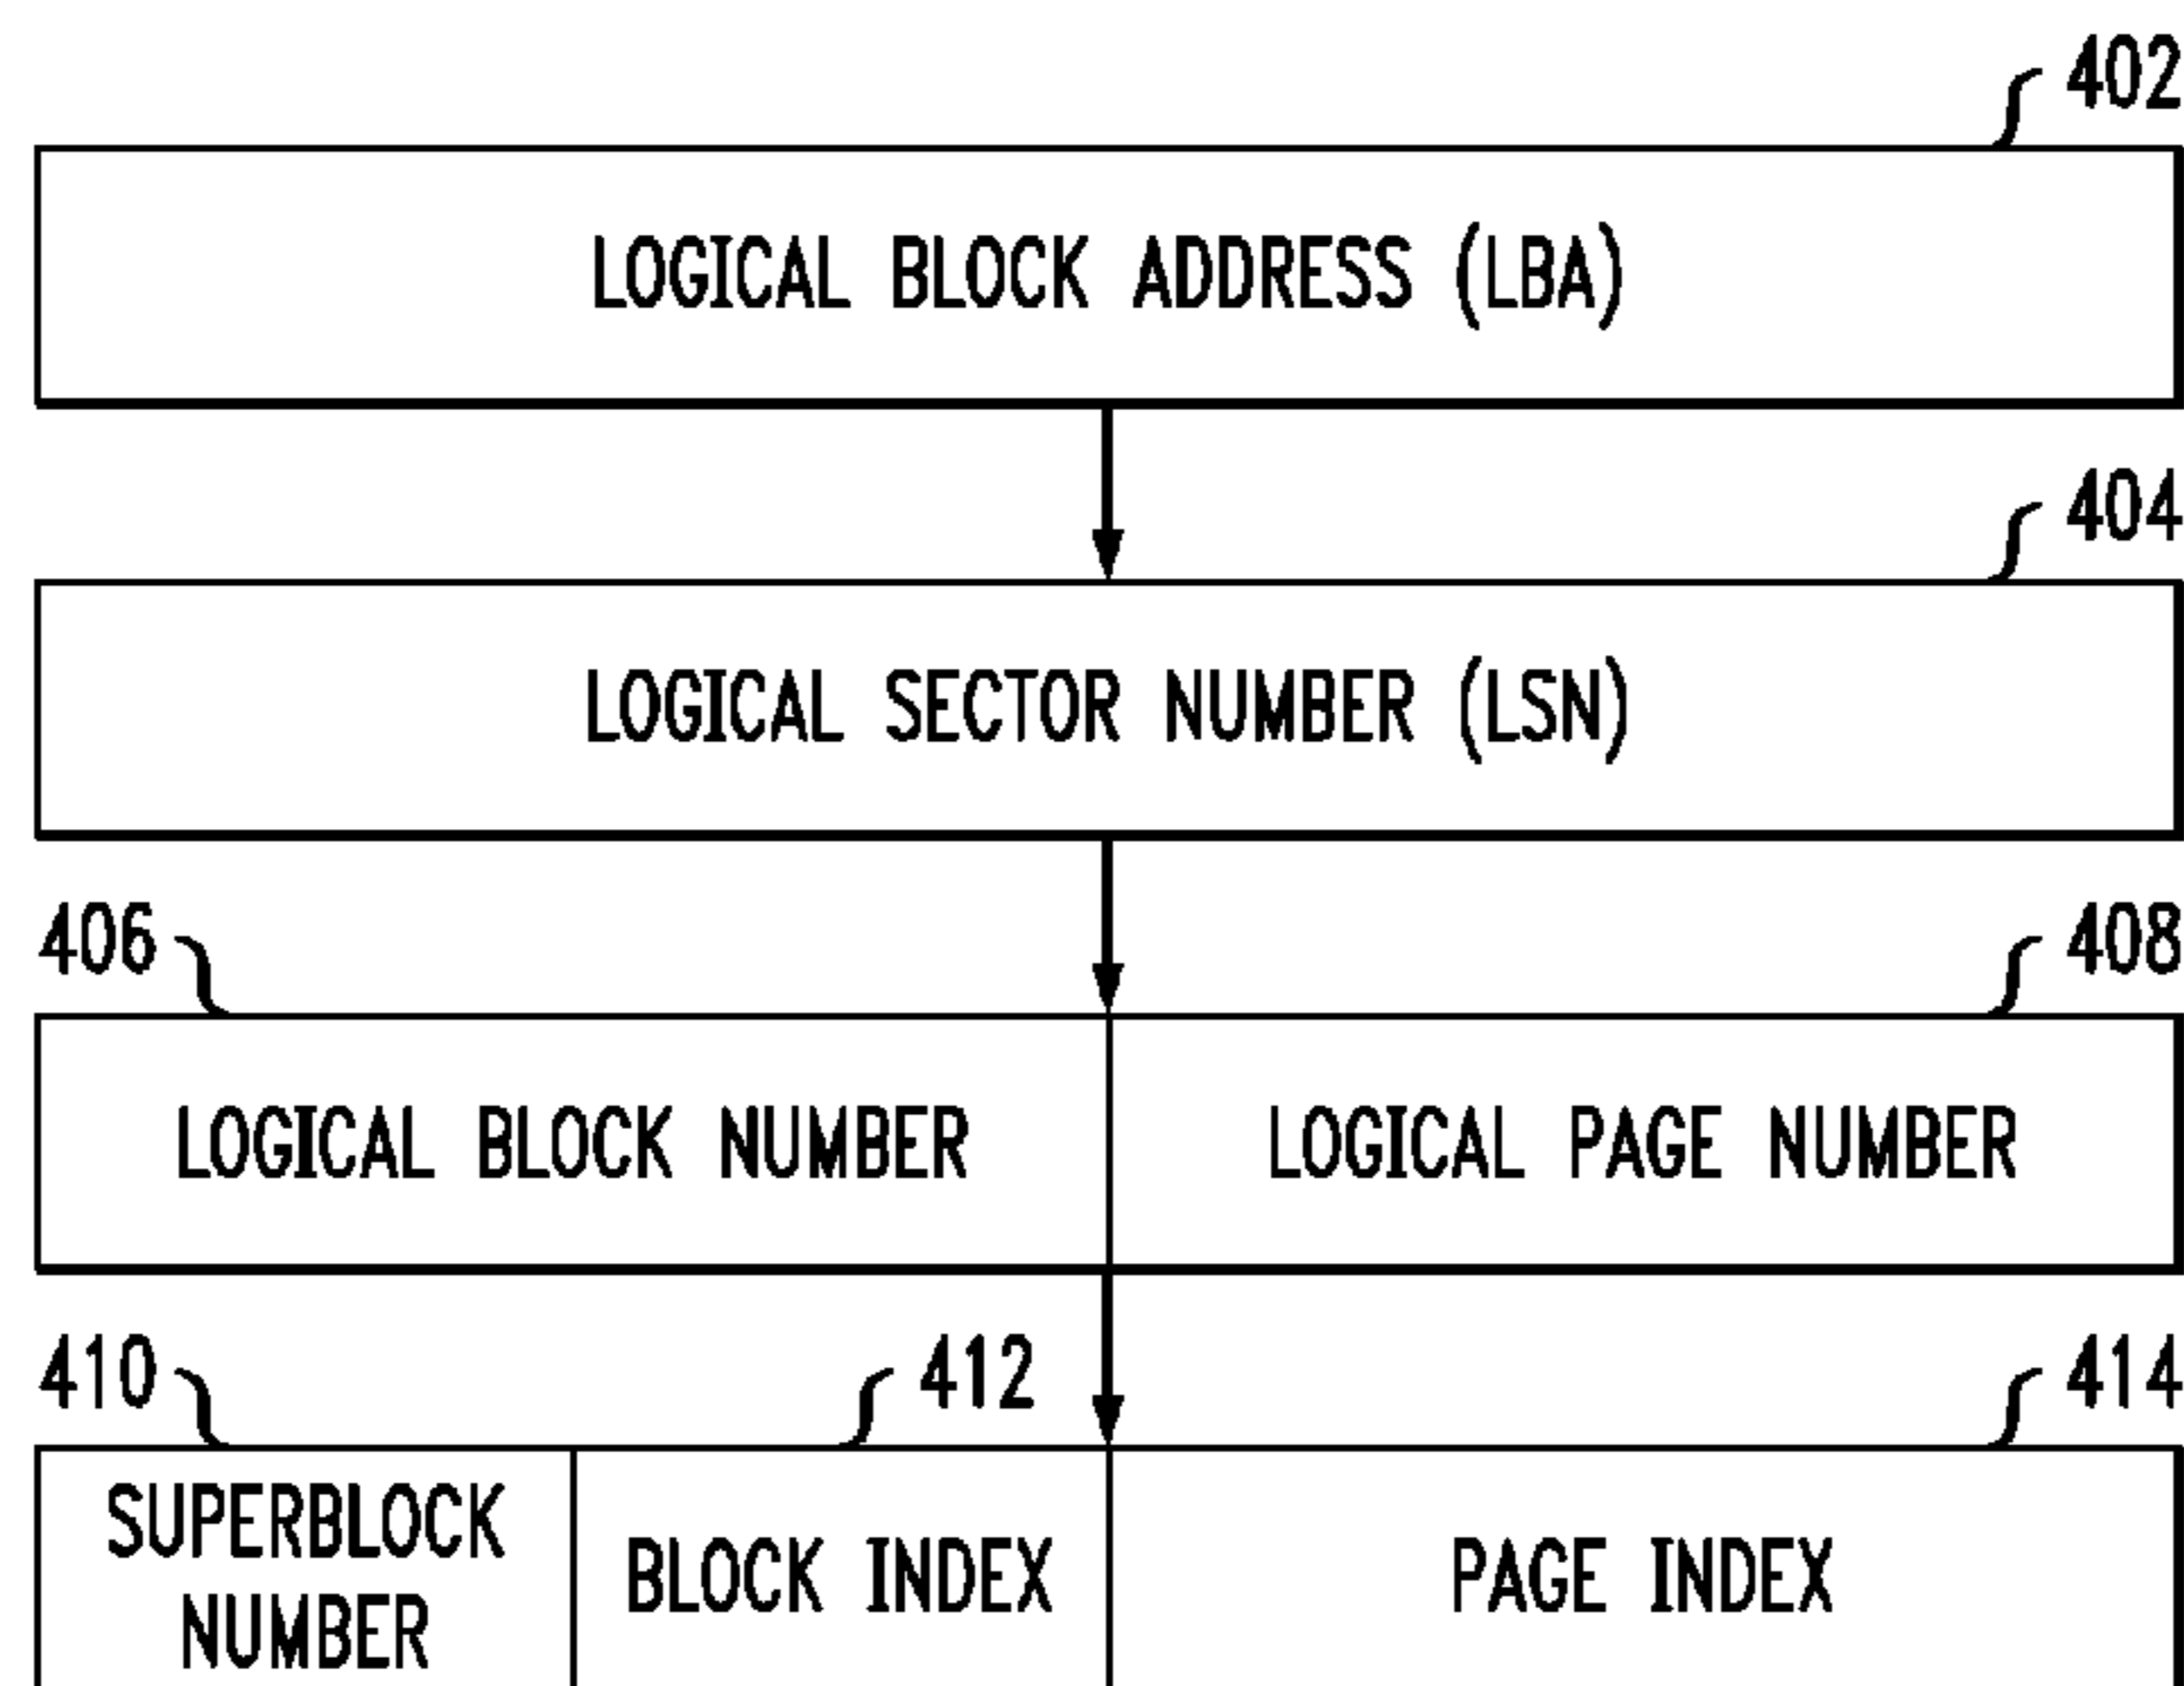 402
LOGICAL BLOCK ADDRESS (LBA)
404
LOGICAL SECTOR NUMBER (LSN)
406
408
LOGICAL BLOCK NUMBER
LOGICAL PAGE NUMBER
410
412
414
SUPERBLOCK
NUMBER
BLOCK INDEX
PAGE INDEX